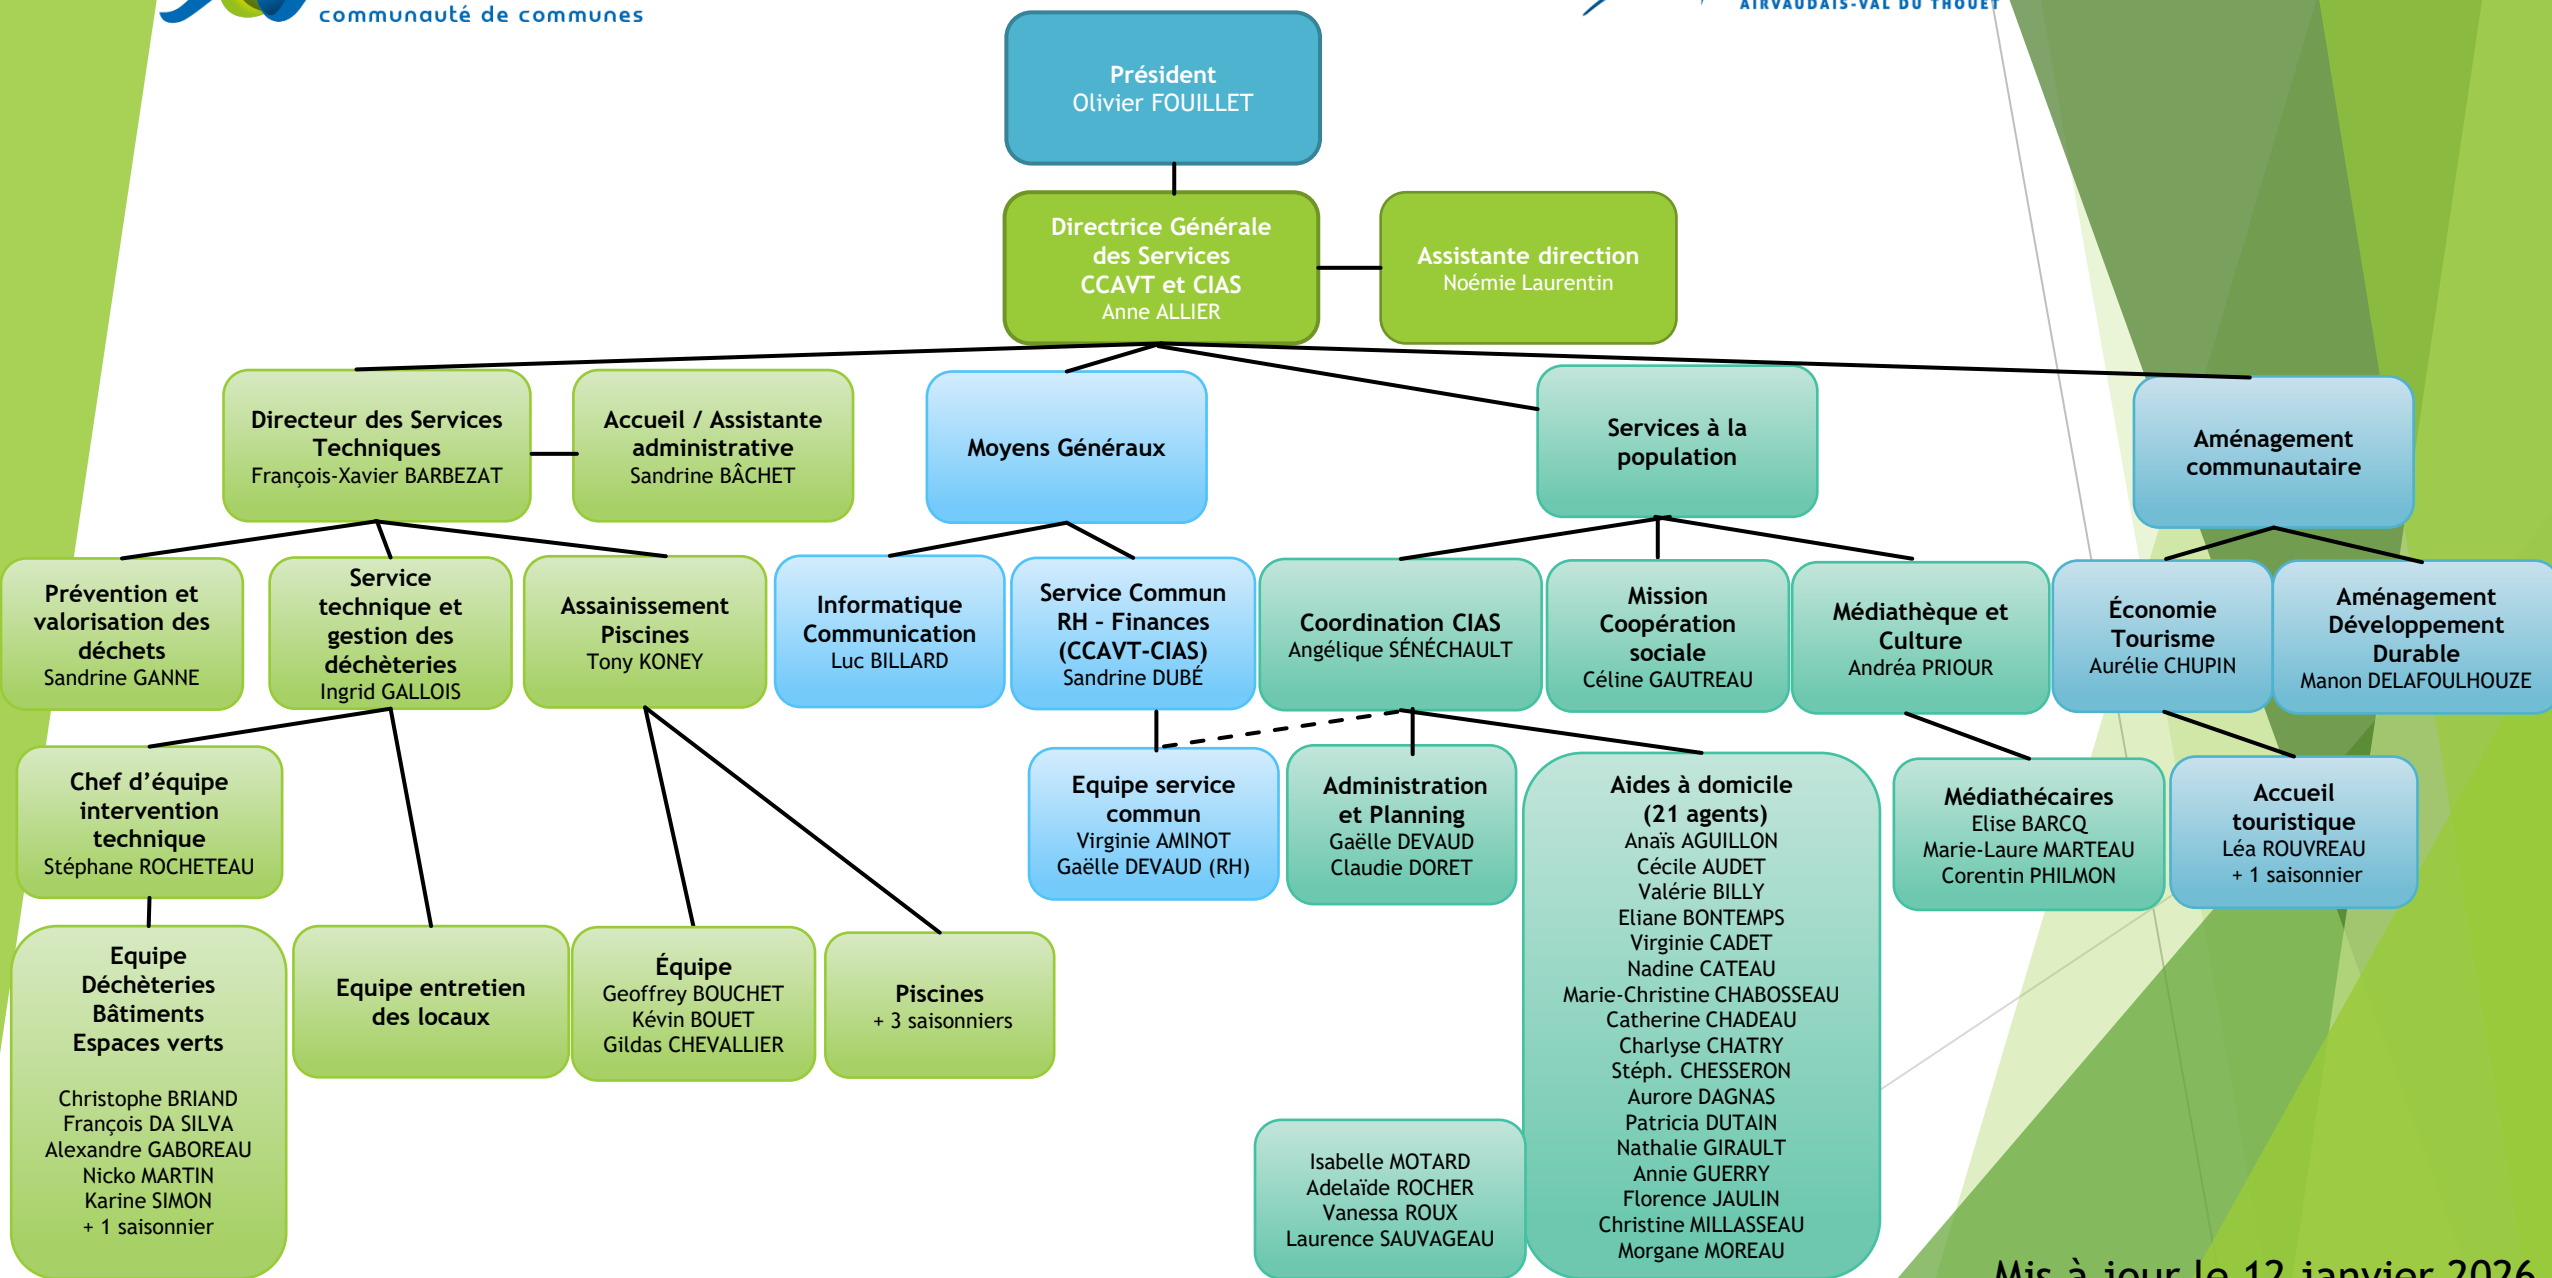 communauté de communes
AIRVAUDAIS-VAL DU THOUET
Président
Olivier FOUILLET
Directrice Générale
des Services
CCAVT et CIAS
Anne ALLIER
Assistante direction
Noémie Laurentin
Directeur des Services
Techniques
François-Xavier BARBEZAT
Accueil / Assistante
administrative
Sandrine BÂCHET
Moyens Généraux
Services à la
population
Aménagement
communautaire
Prévention et
valorisation des
déchets
Sandrine GANNE
Service
technique et
gestion des
déchèteries
Ingrid GALLOIS
Assainissement
Piscines
Tony KONEY
Informatique
Communication
Luc BILLARD
Service Commun
RH – Finances
(CCAVT-CIAS)
Sandrine DUBÉ
Coordination CIAS
Angélique SÉNÉCHAULT
Mission
Coopération
sociale
Céline GAUTREAU
Médiathèque et
Culture
Andréa PRIOUR
Économie
Tourisme
Aurélie CHUPIN
Aménagement
Développement
Durable
Manon DELAFOULHOUZE
Chef d’équipe
intervention
technique
Stéphane ROCHETEAU
Equipe service
commun
Virginie AMINOT
Gaëlle DEVAUD (RH)
Administration
et Planning
Gaëlle DEVAUD
Claudie DORET
Aides à domicile
(21 agents)
Anaïs AGUILLON
Cécile AUDET
Valérie BILLY
Eliane BONTEMPS
Virginie CADET
Nadine CATEAU
Marie-Christine CHABOSSEAU
Catherine CHADEAU
Charlyse CHATRY
Stéph. CHESSERON
Aurore DAGNAS
Patricia DUTAIN
Nathalie GIRAULT
Annie GUERRY
Florence JAULIN
Christine MILLASSEAU
Morgane MOREAU
Isabelle MOTARD
Adelaïde ROCHER
Vanessa ROUX
Laurence SAUVAGEAU
Médiathécaires
Elise BARCQ
Marie-Laure MARTEAU
Corentin PHILMON
Accueil
touristique
Léa ROUVREAU
+ 1 saisonnier
Equipe
Déchèteries
Bâtiments
Espaces verts
Christophe BRIAND
François DA SILVA
Alexandre GABOREAU
Nicko MARTIN
Karine SIMON
+ 1 saisonnier
Equipe entretien
des locaux
Équipe
Geoffrey BOUCHET
Kévin BOUET
Gildas CHEVALLIER
Piscines
+ 3 saisonniers
Mis à jour le 12 janvier 2026